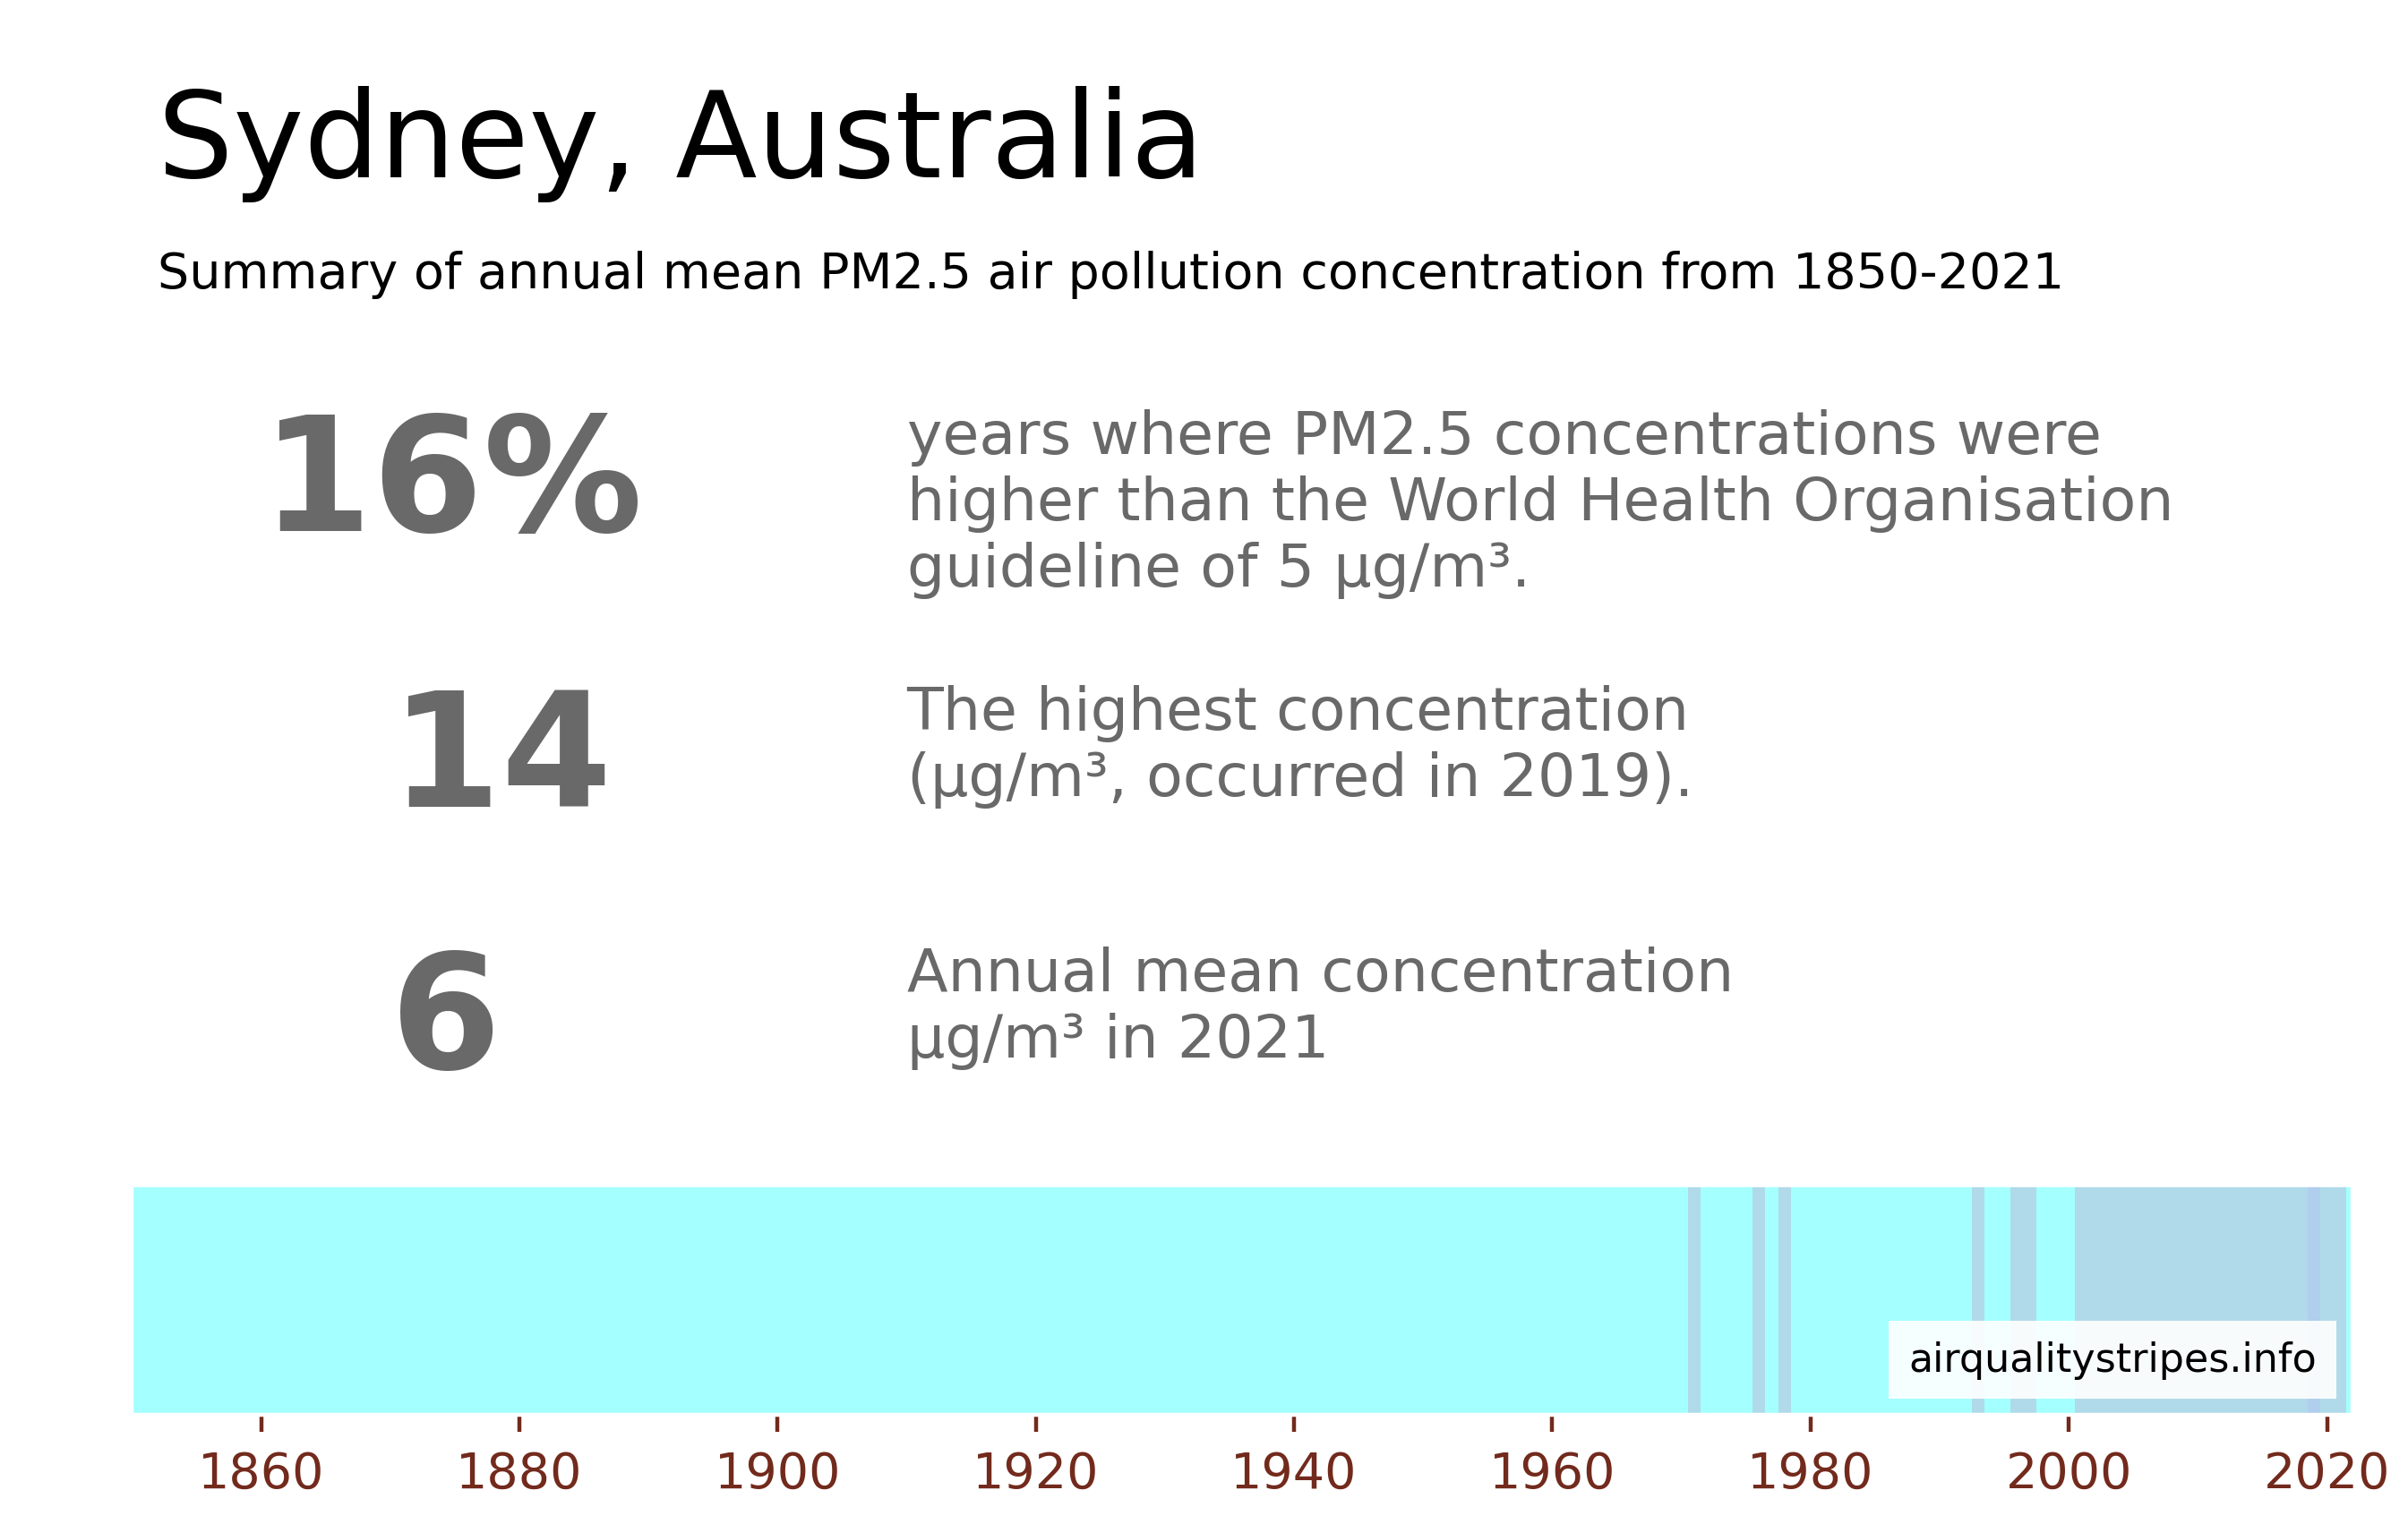 Sydney, Australia
Summary of annual mean PM2.5 air pollution concentration from 1850-2021
16%
years where PM2.5 concentrations were
higher than the World Health Organisation
guideline of 5 µg/m³.
14
The highest concentration
(µg/m³, occurred in 2019).
6
Annual mean concentration
µg/m³ in 2021
airqualitystripes.info
1860 1880 1900 1920 1940 1960 1980 2000 2020